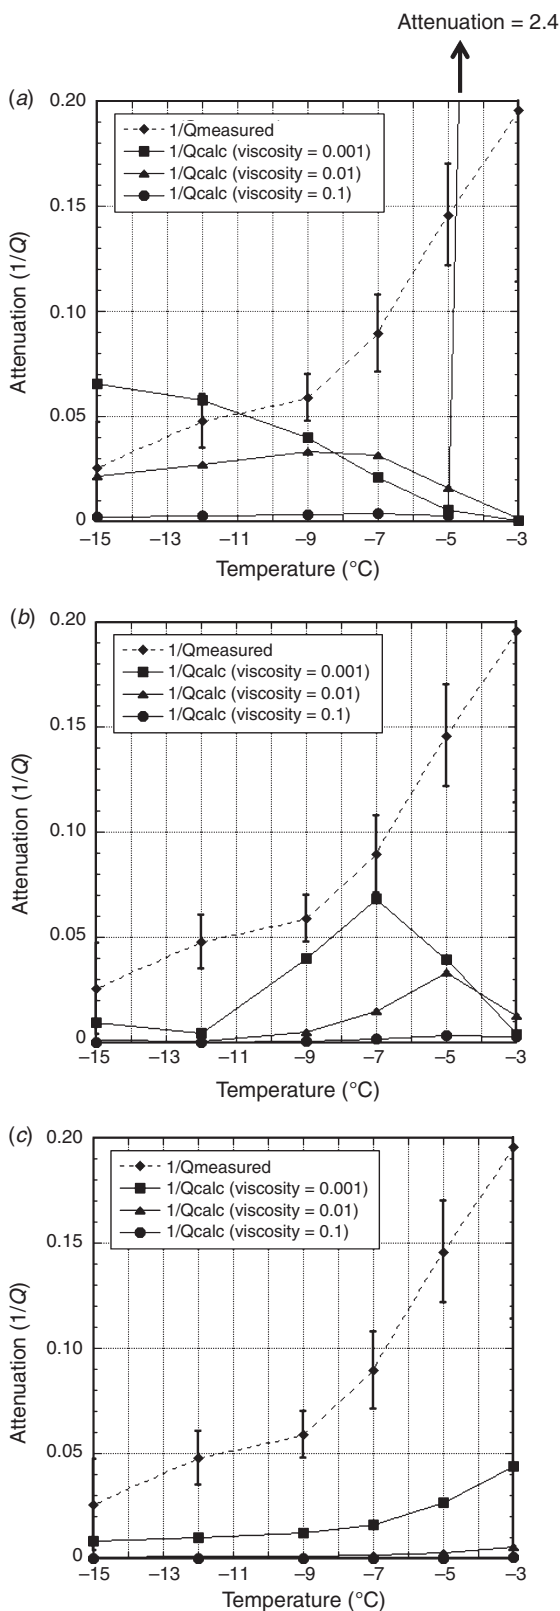 Attenuation = 2.4
(a)
0.20
0.15
0.10
0.05
0
Attenuation (1/Q)
1/Qmeasured
1/Qcalc (viscosity = 0.001)
1/Qcalc (viscosity = 0.01)
1/Qcalc (viscosity = 0.1)
–15 –13 –11 –9 –7 –5 –3
Temperature (°C)
(b)
0.20
0.15
0.10
0.05
0
Attenuation (1/Q)
1/Qmeasured
1/Qcalc (viscosity = 0.001)
1/Qcalc (viscosity = 0.01)
1/Qcalc (viscosity = 0.1)
–15 –13 –11 –9 –7 –5 –3
Temperature (°C)
(c)
0.20
0.15
0.10
0.05
0
Attenuation (1/Q)
1/Qmeasured
1/Qcalc (viscosity = 0.001)
1/Qcalc (viscosity = 0.01)
1/Qcalc (viscosity = 0.1)
–15 –13 –11 –9 –7 –5 –3
Temperature (°C)